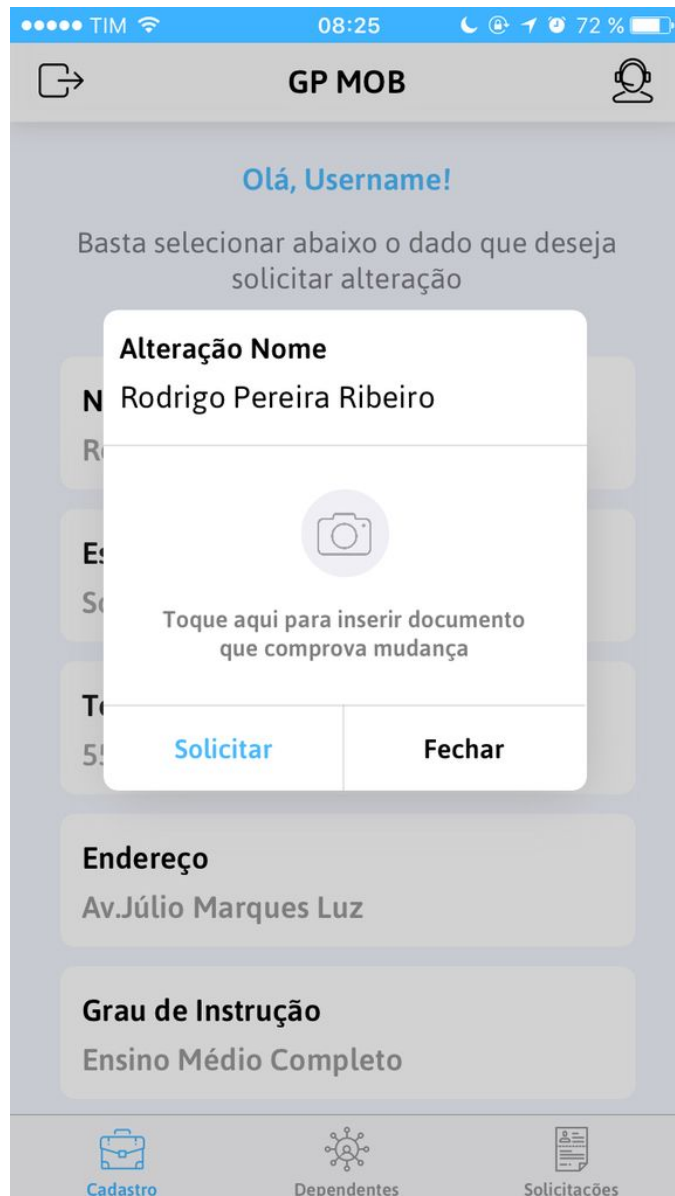 TIM 08:25 72 %
GP MOB
Olá, Username!
Basta selecionar abaixo o dado que deseja
solicitar alteração
Alteração Nome
Rodrigo Pereira Ribeiro
Toque aqui para inserir documento
que comprova mudança
Solicitar Fechar
Endereço
Av.Júlio Marques Luz
Grau de Instrução
Ensino Médio Completo
Cadastro Dependentes Solicitações